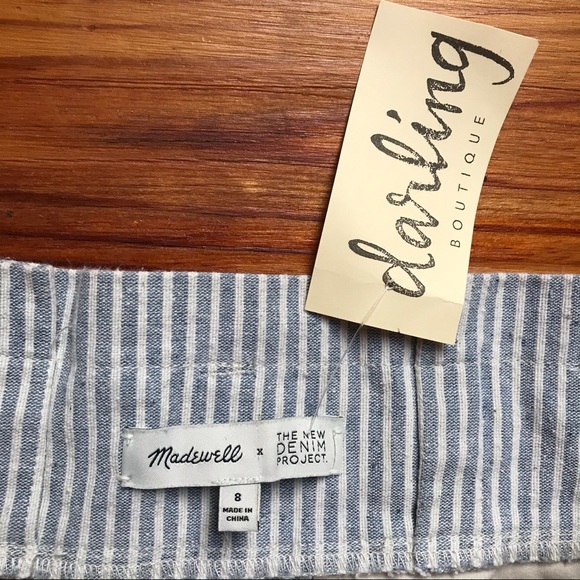 darling
BOUTIQUE
Madewell x
THE NEW
DENIM
PROJECT.
8
MADE IN
CHINA